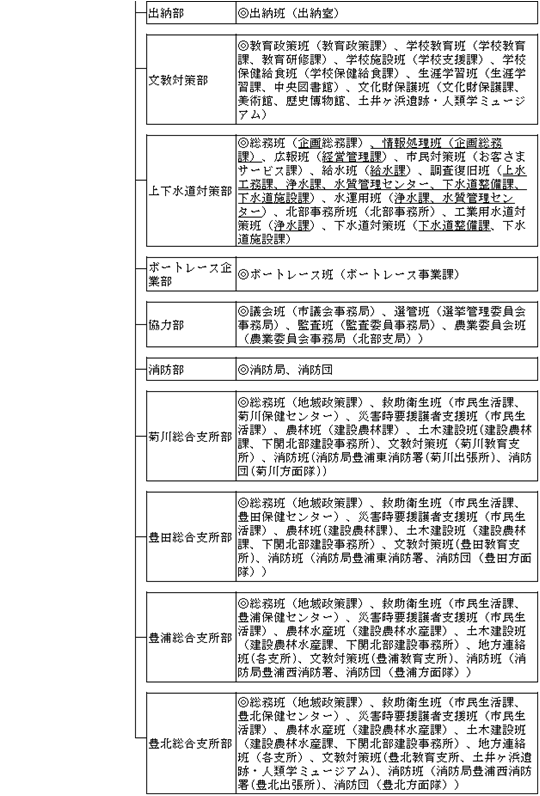 出納部
◎出納班（出納室）
文教対策部
◎教育政策班（教育政策課）、学校教育班（学校教育
課、教育研修課）、学校施設班（学校支援課）、学校
保健給食班（学校保健給食課）、生涯学習班（生涯学
習課、中央図書館）、文化財保護班（文化財保護課、
美術館、歴史博物館、土井ヶ浜遺跡・人類学ミュージ
アム）
上下水道対策部
◎総務班（企画総務課）、情報処理班（企画総務
課）、広報班（経営管理課）、市民対策班（お客さま
サービス課）、給水班（給水課）、調査復旧班（上水
工務課、浄水課、水質管理センター、下水道整備課、
下水道施設課）、水運用班（浄水課、水質管理セン
ター）、北部事務所班（北部事務所）、工業用水道対
策班（浄水課）、下水道対策班（下水道整備課、下水
道施設課）
ボートレース企
業部
◎ボートレース班（ボートレース事業課）
協力部
◎議会班（市議会事務局）、選管班（選挙管理委員会
事務局）、監査班（監査委員事務局）、農業委員会班
（農業委員会事務局（北部支局））
消防部
◎消防局、消防団
菊川総合支所部
◎総務班（地域政策課）、救助衛生班（市民生活課、
菊川保健センター）、災害時要援護者支援班（市民生
活課）、農林班（建設農林課）、土木建設班(建設農林
課、下関北部建設事務所)、文教対策班（菊川教育支
所）、消防班(消防局豊浦東消防署(菊川出張所)、消防
団(菊川方面隊))
豊田総合支所部
◎総務班（地域政策課）、救助衛生班（市民生活課、
豊田保健センター）、災害時要援護者支援班（市民生
活課）、農林班(建設農林課)、土木建設班（建設農林
課、下関北部建設事務所）、文教対策班(豊田教育支
所)、消防班（消防局豊浦東消防署、消防団（豊田方面
隊））
豊浦総合支所部
◎総務班（地域政策課）、救助衛生班（市民生活課、
豊浦保健センター）、災害時要援護者支援班（市民生
活課）、農林水産班（建設農林水産課）、土木建設班
（建設農林水産課、下関北部建設事務所）、地方連絡
班(各支所)、文教対策班(豊浦教育支所)、消防班（消
防局豊浦西消防署、消防団（豊浦方面隊））
豊北総合支所部
◎総務班（地域政策課）、救助衛生班（市民生活課、
豊北保健センター）、災害時要援護者支援班（市民生
活課）、農林水産班（建設農林水産課）、土木建設班
（建設農林水産課、下関北部建設事務所）、地方連絡
班（各支所）、文教対策班(豊北教育支所、土井ヶ浜遺
跡・人類学ミュージアム)、消防班（消防局豊浦西消防
署(豊北出張所)、消防団（豊北方面隊））